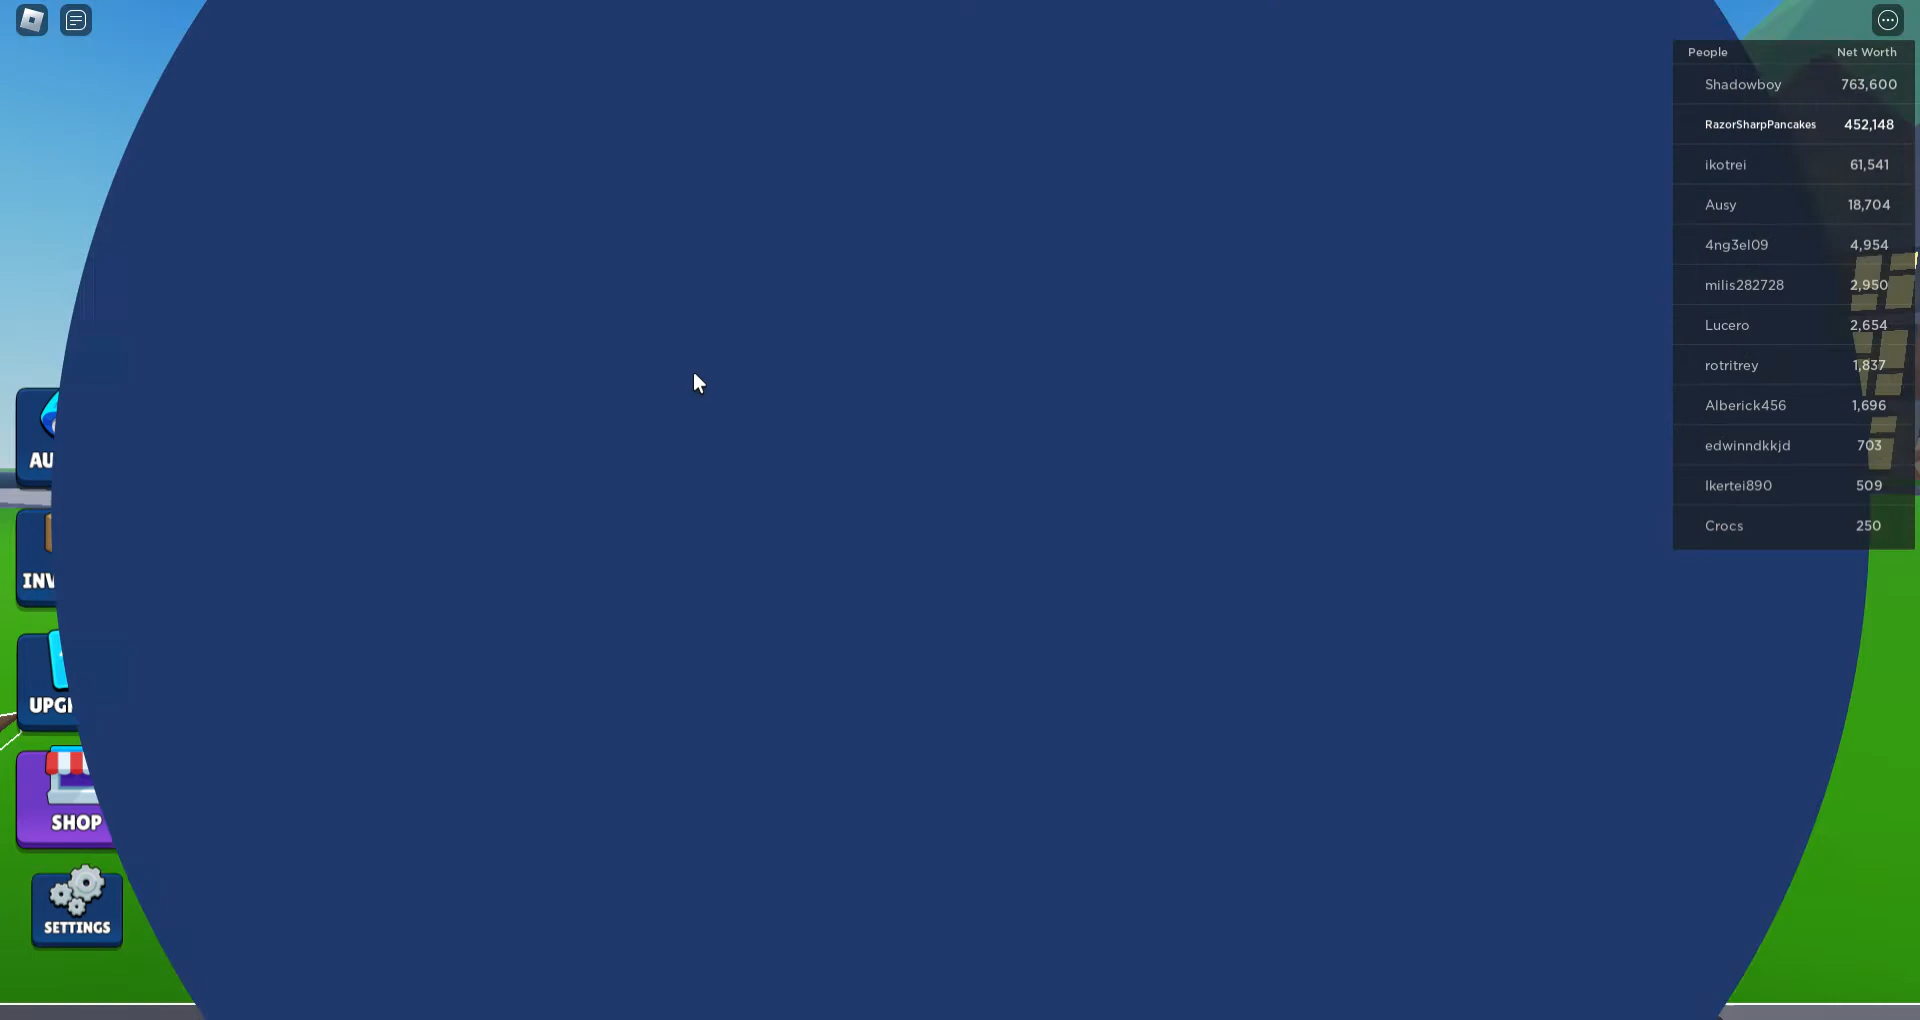 People Net Worth
Shadowboy 763,600
RazorSharpPancakes 452,148
ikotrei 61,541
Ausy 18,704
4ng3el09 4,954
milis282728 2,950
Lucero 2,654
rotritrey 1,837
Alberick456 1,696
edwinndkkjd 703
Ikertei890 509
Crocs 250
AU
INV
UPG
SHOP
SETTINGS